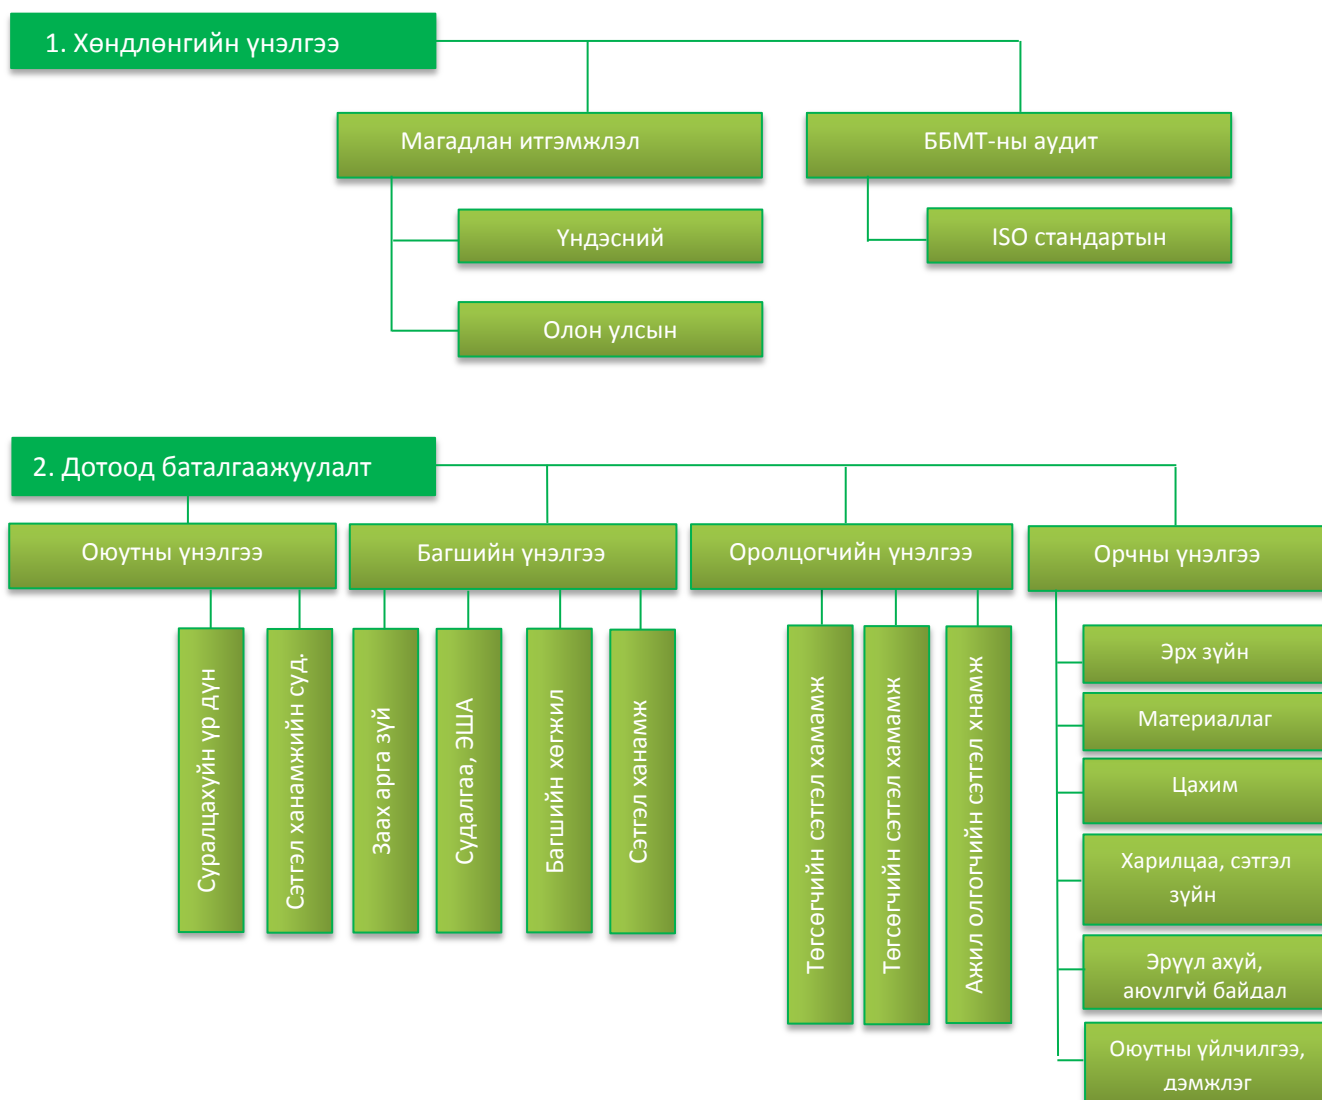 1. Хөндлөнгийн үнэлгээ
Магадлан итгэмжлэл
ББМТ-ны аудит
Үндэсний
ISO стандартын
Олон улсын
2. Дотоод баталгаажуулалт
Оюутны үнэлгээ
Багшийн үнэлгээ
Оролцогчийн үнэлгээ
Орчны үнэлгээ
Суралцахуйн үр дүн
Сэтгэл ханамжийн суд.
Заах арга зүй
Судалгаа, ЭША
Багшийн хөгжил
Сэтгэл ханамж
Төгсөгчийн сэтгэл хамамж
Төгсөгчийн сэтгэл хамамж
Ажил олгогчийн сэтгэл хнамж
Эрх зүйн
Материаллаг
Цахим
Харилцаа, сэтгэл
зүйн
Эрүүл ахуй,
аюулгүй байдал
Оюутны үйлчилгээ,
дэмжлэг